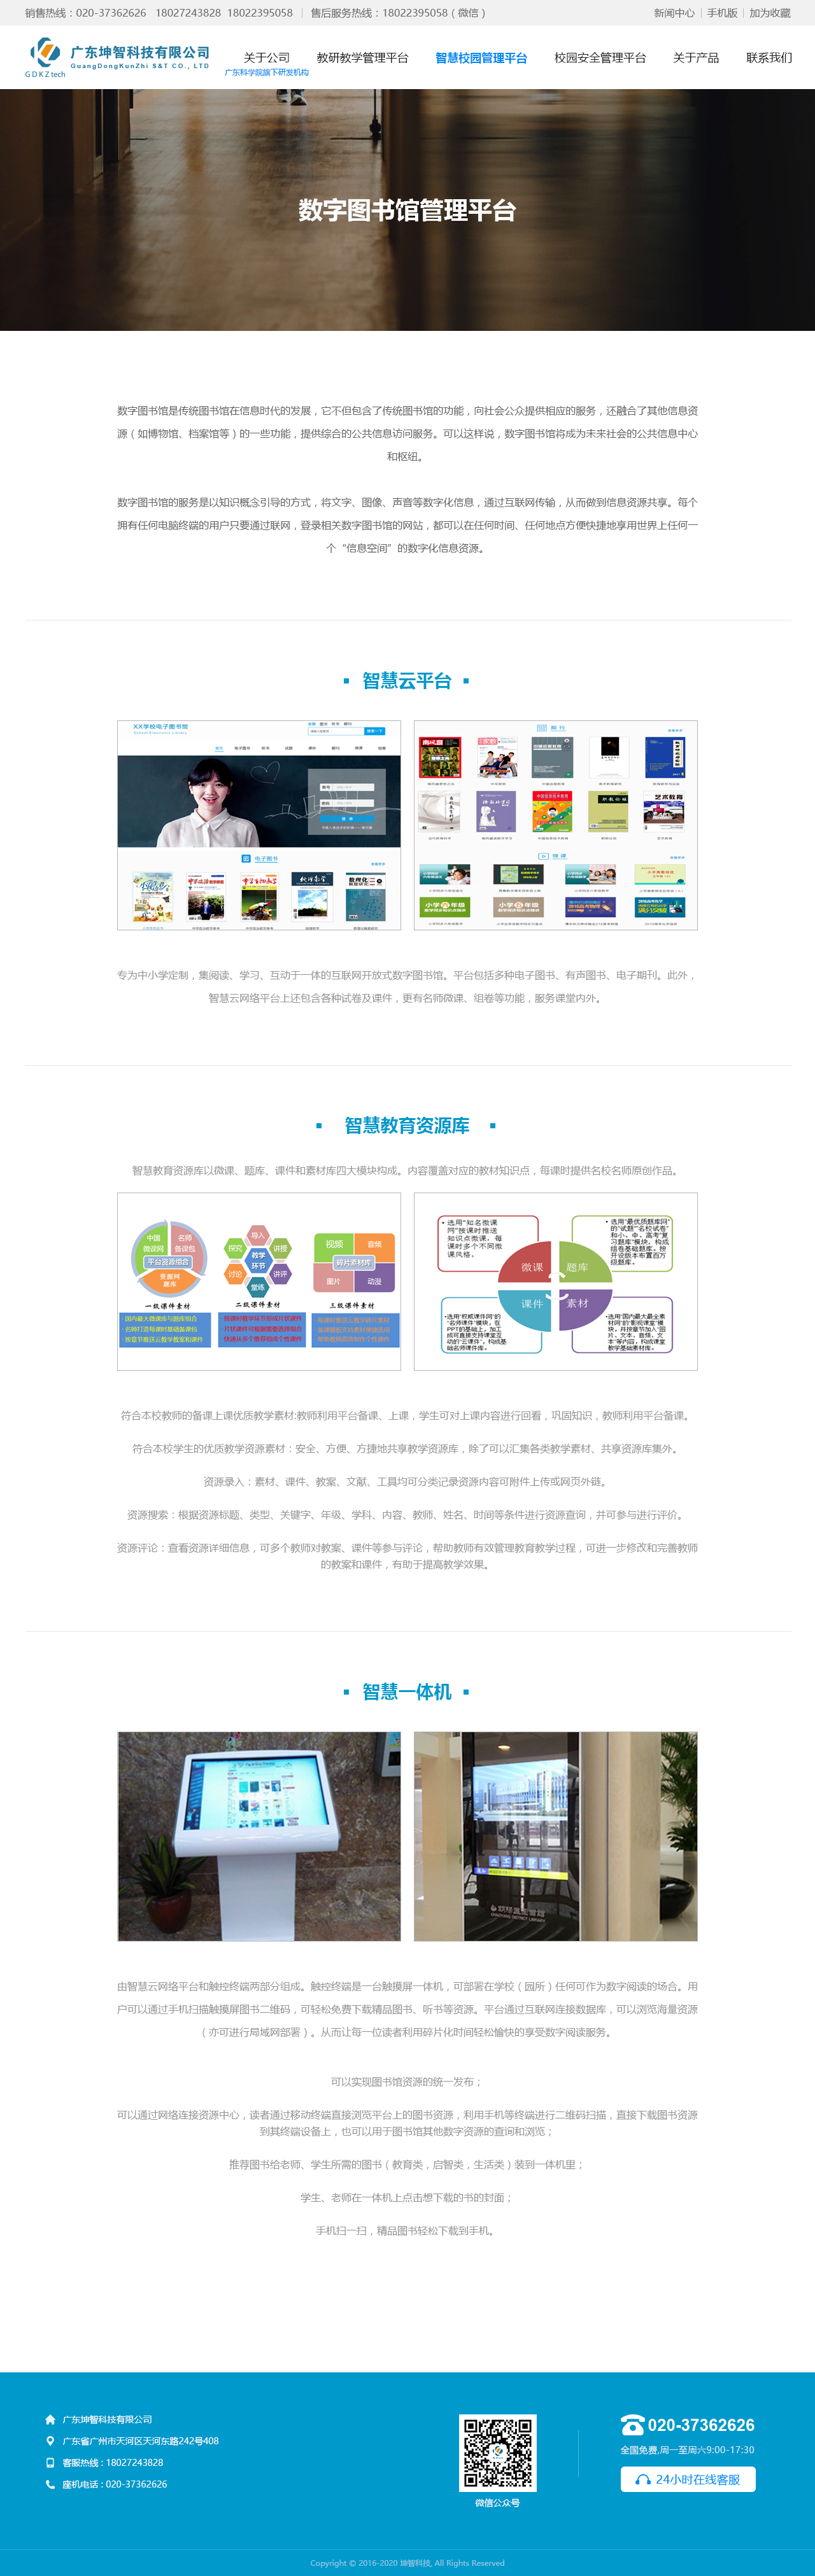 销售热线：020-37362626 18027243828 18022395058 | 售后服务热线：18022395058（微信）
新闻中心 | 手机版 | 加为收藏
广东坤智科技有限公司
GuangDongKunZhi S&T CO., LTD
GDKZtech
关于公司 教研教学管理平台 智慧校园管理平台 校园安全管理平台 关于产品 联系我们
广东科学院旗下研发机构
数字图书馆管理平台
数字图书馆是传统图书馆在信息时代的发展，它不但包含了传统图书馆的功能，向社会公众提供相应的服务，还融合了其他信息资
源（如博物馆、档案馆等）的一些功能，提供综合的公共信息访问服务。可以这样说，数字图书馆将成为未来社会的公共信息中心
和枢纽。
数字图书馆的服务是以知识概念引导的方式，将文字、图像、声音等数字化信息，通过互联网传输，从而做到信息资源共享。每个
拥有任何电脑终端的用户只要通过联网，登录相关数字图书馆的网站，都可以在任何时间、任何地点方便快捷地享用世界上任何一
个“信息空间”的数字化信息资源。
智慧云平台
XX学校电子图书馆
电子图书
期刊
微课
专为中小学定制，集阅读、学习、互动于一体的互联网开放式数字图书馆。平台包括多种电子图书、有声图书、电子期刊。此外，
智慧云网络平台上还包含各种试卷及课件，更有名师微课、组卷等功能，服务课堂内外。
智慧教育资源库
智慧教育资源库以微课、题库、课件和素材库四大模块构成。内容覆盖对应的教材知识点，每课时提供名校名师原创作品。
中国
微课网
名师
备课包
平台资源组合
资源网
题库
一级课件素材
导入
探究
讲授
教学
环节
讨论
讲评
堂练
二级课件素材
视频
音频
碎片素材库
图片
动漫
三级课件素材
微课
题库
课件
素材
符合本校教师的备课上课优质教学素材:教师利用平台备课、上课，学生可对上课内容进行回看，巩固知识，教师利用平台备课。
符合本校学生的优质教学资源素材：安全、方便、方捷地共享教学资源库，除了可以汇集各类教学素材、共享资源库集外。
资源录入：素材、课件、教案、文献、工具均可分类记录资源内容可附件上传或网页外链。
资源搜索：根据资源标题、类型、关键字、年级、学科、内容、教师、姓名、时间等条件进行资源查询，并可参与进行评价。
资源评论：查看资源详细信息，可多个教师对教案、课件等参与评论，帮助教师有效管理教育教学过程，可进一步修改和完善教师
的教案和课件，有助于提高教学效果。
智慧一体机
由智慧云网络平台和触控终端两部分组成。触控终端是一台触摸屏一体机，可部署在学校（园所）任何可作为数字阅读的场合。用
户可以通过手机扫描触摸屏图书二维码，可轻松免费下载精品图书、听书等资源。平台通过互联网连接数据库，可以浏览海量资源
（亦可进行局域网部署）。从而让每一位读者利用碎片化时间轻松愉快的享受数字阅读服务。
可以实现图书馆资源的统一发布；
可以通过网络连接资源中心，读者通过移动终端直接浏览平台上的图书资源，利用手机等终端进行二维码扫描，直接下载图书资源
到其终端设备上，也可以用于图书馆其他数字资源的查询和浏览；
推荐图书给老师、学生所需的图书（教育类，启智类，生活类）装到一体机里；
学生、老师在一体机上点击想下载的书的封面；
手机扫一扫，精品图书轻松下载到手机。
广东坤智科技有限公司
广东省广州市天河区天河东路242号408
客服热线 : 18027243828
座机电话 : 020-37362626
微信公众号
020-37362626
全国免费,周一至周六9:00-17:30
24小时在线客服
Copyright © 2016-2020 坤智科技, All Rights Reserved